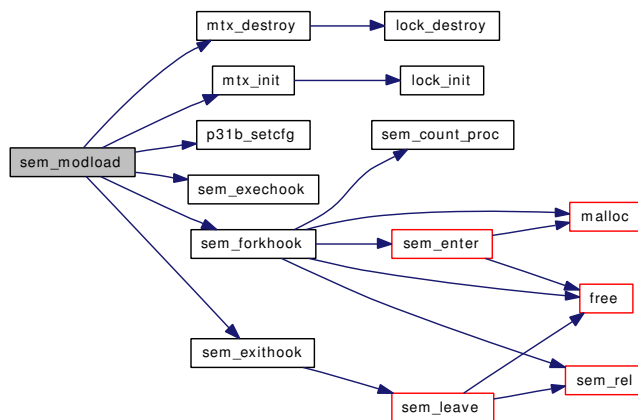 mtx_destroy
lock_destroy
mtx_init
lock_init
p31b_setcfg
sem_count_proc
sem_modload
sem_exechook
malloc
sem_forkhook
sem_enter
free
sem_exithook
sem_rel
sem_leave